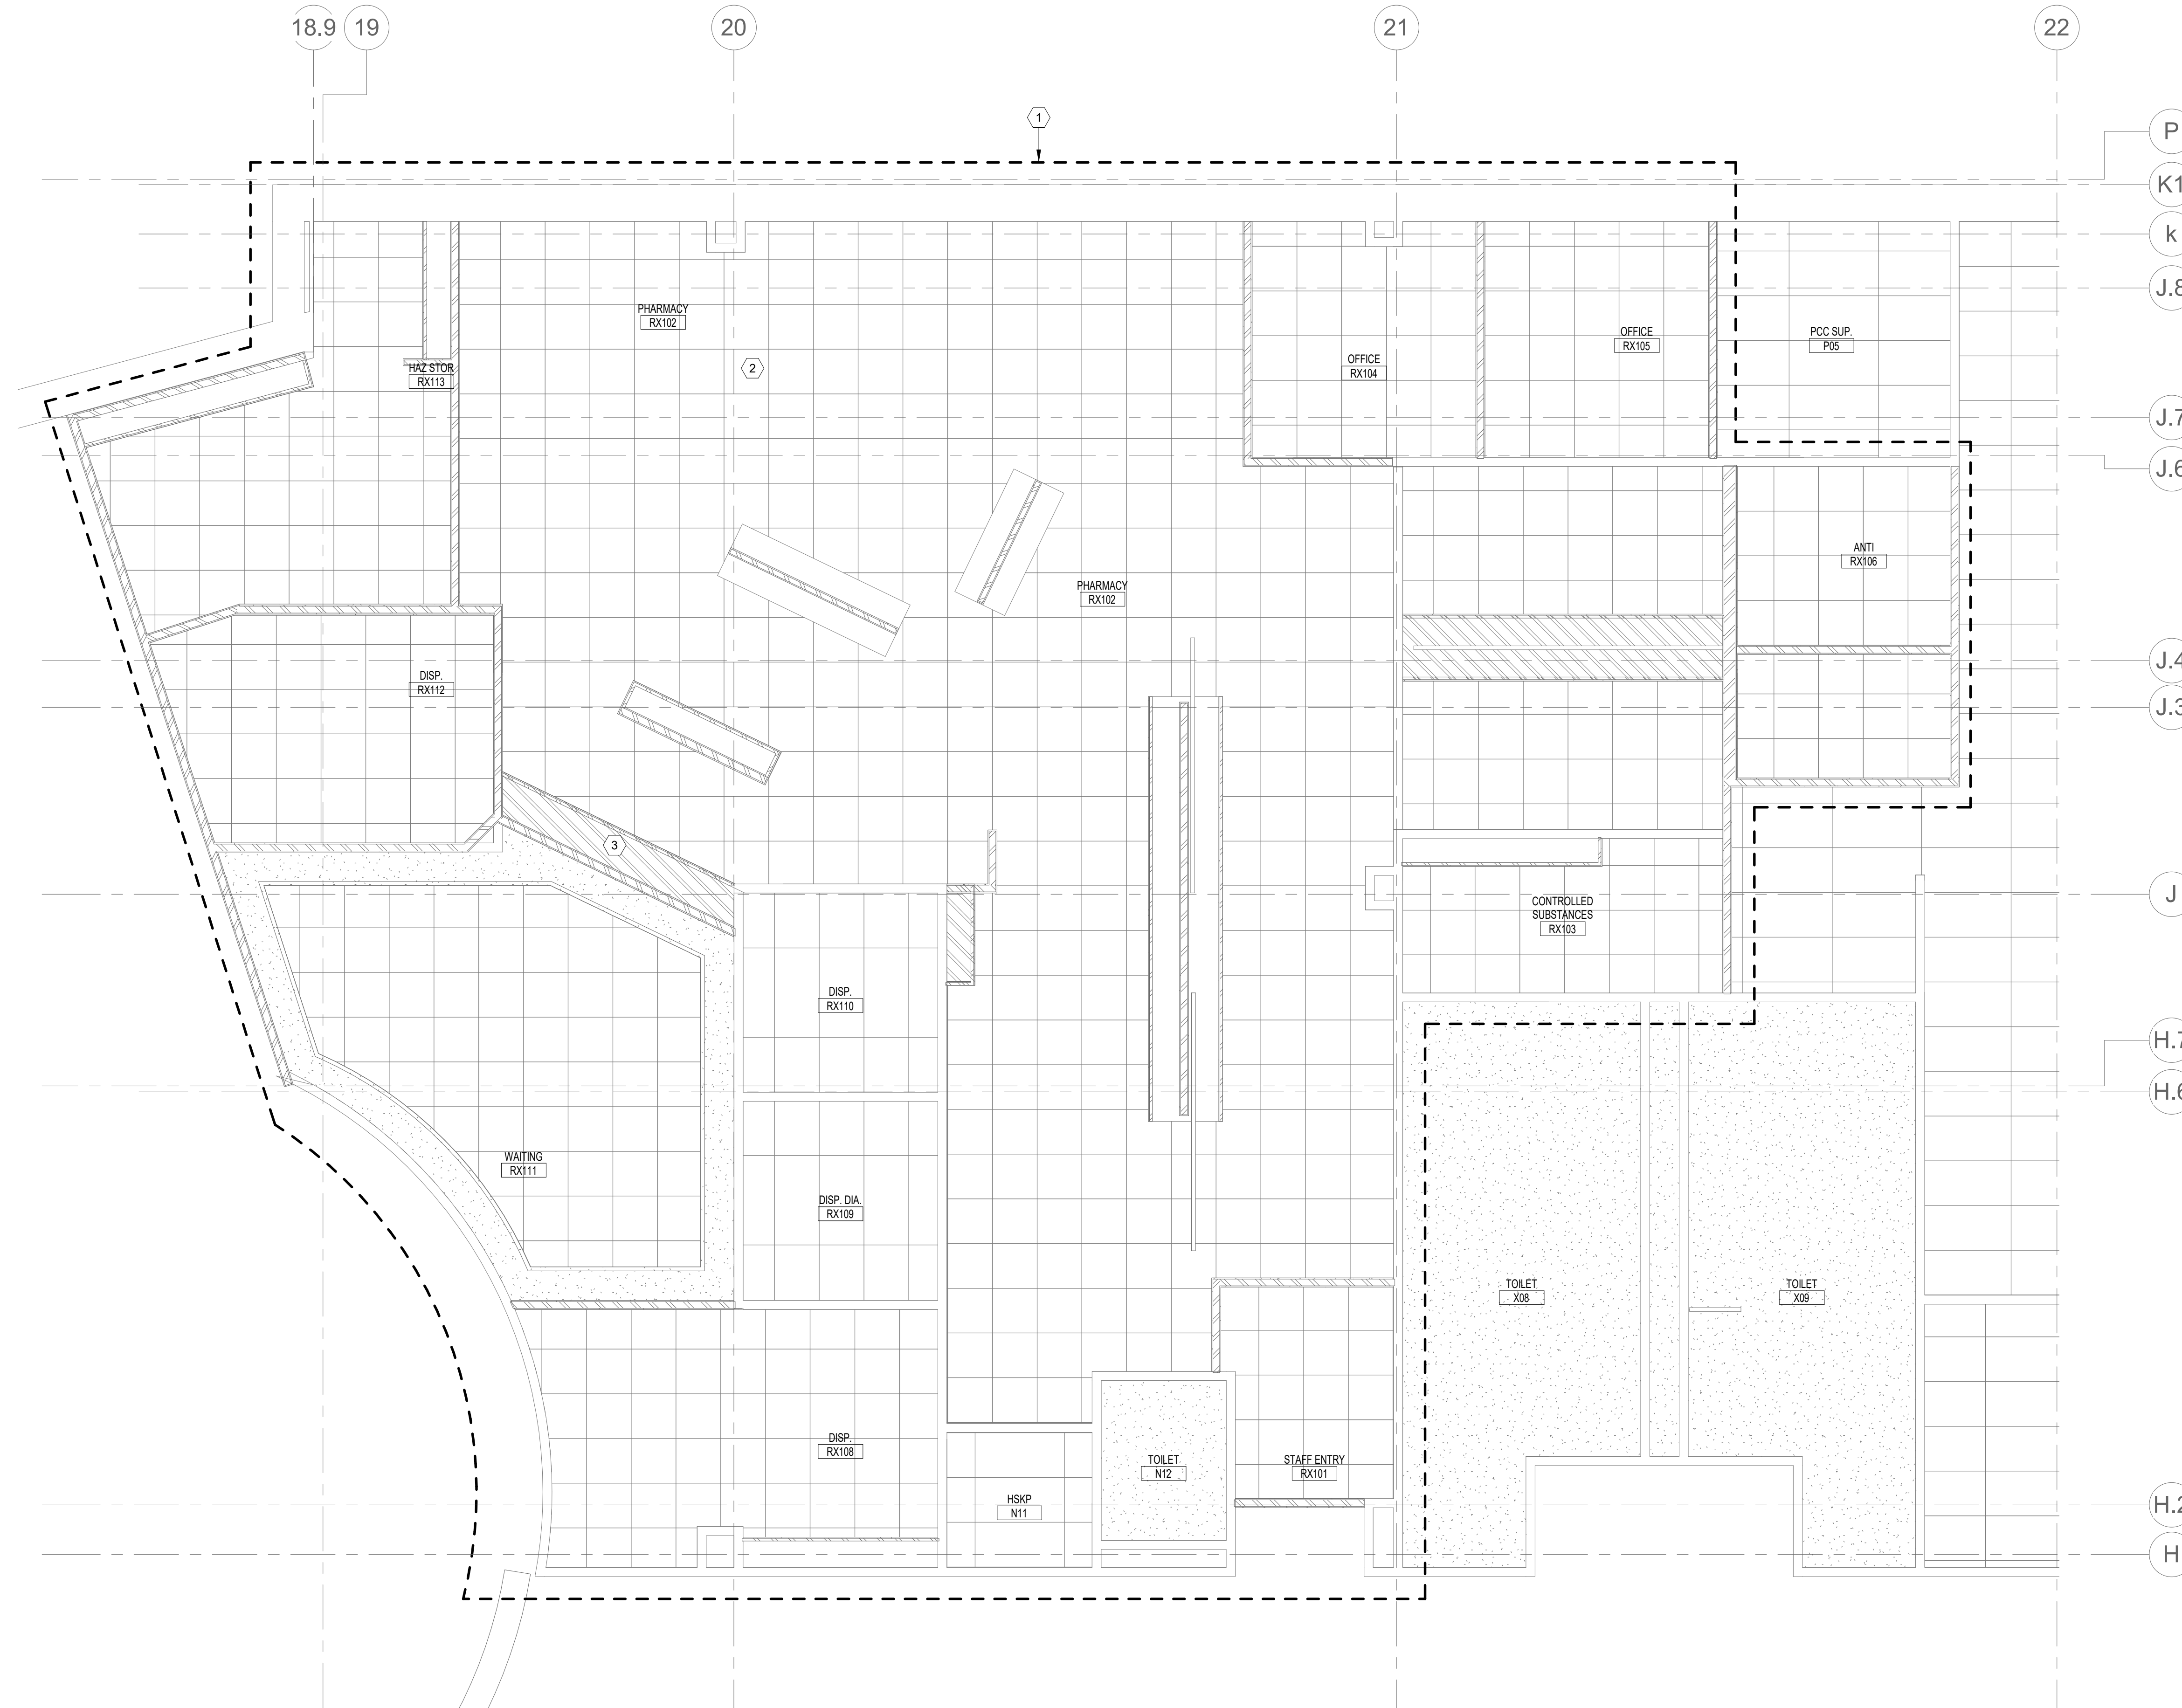 18.9
19
20
21
22
1
P
K1
k
J.8
PHARMACY
RX102
OFFICE
RX105
PCC SUP.
P05
OFFICE
RX104
2
HAZ STOR
RX113
J.7
J.6
ANTI
RX106
PHARMACY
RX102
DISP.
RX112
J.4
J.3
3
J
CONTROLLED
SUBSTANCES
RX103
DISP.
RX110
H.7
H.6
WAITING
RX111
DISP. DIA.
RX109
TOILET
X08
TOILET
X09
DISP.
RX108
TOILET
N12
STAFF ENTRY
RX101
HSKP
N11
H.2
H